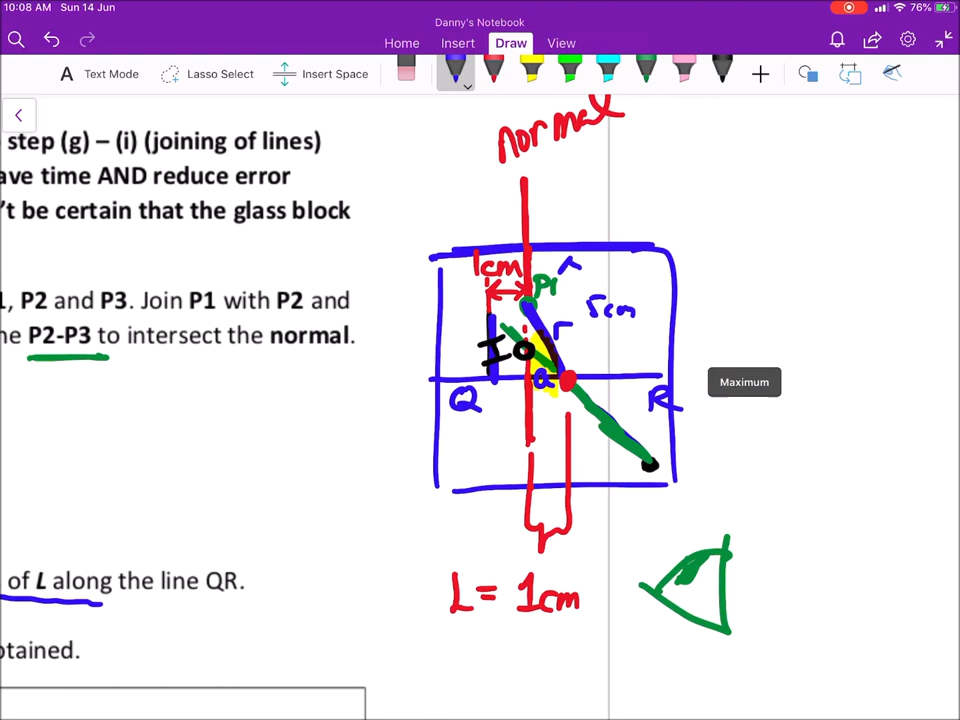 10:08 AM Sun 14 Jun
76%
Danny's Notebook
Home Insert Draw View
Text Mode Lasso Select Insert Space
step (g) – (i) (joining of lines)
ave time AND reduce error
't be certain that the glass block
1, P2 and P3. Join P1 with P2 and
ne P2-P3 to intersect the normal.
of L along the line QR.
otained.
normal
1cm
P1
r
5cm
I
a
Q
R
Maximum
L = 1cm